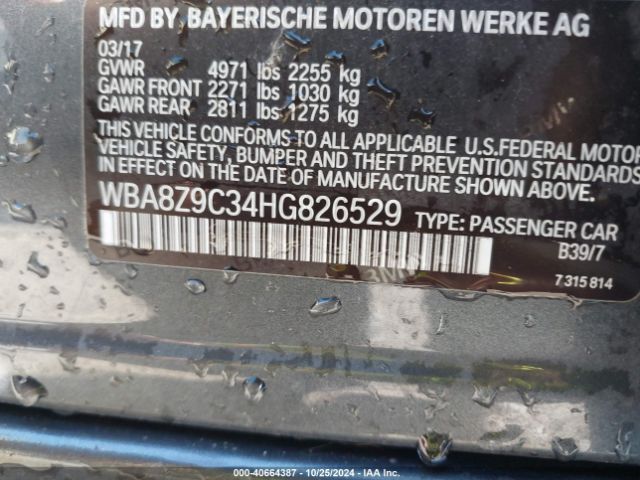 MFD BY BAYERISCHE MOTOREN WERKE AG
03/17
GVWR 4971 lbs 2255 kg
GAWR FRONT 2271 lbs 1030 kg
GAWR REAR 2811 lbs 1275 kg
THIS VEHICLE CONFORMS TO ALL APPLICABLE U.S.FEDERAL MOTOR
VEHICLE SAFETY, BUMPER AND THEFT PREVENTION STANDARDS
IN EFFECT ON THE DATE OF MANUFACTURE SHOWN ABOVE.
WBA8Z9C34HG826529 TYPE: PASSENGER CAR
B39/7
7 315 814
000-40664387 - 10/25/2024 - IAA Inc.